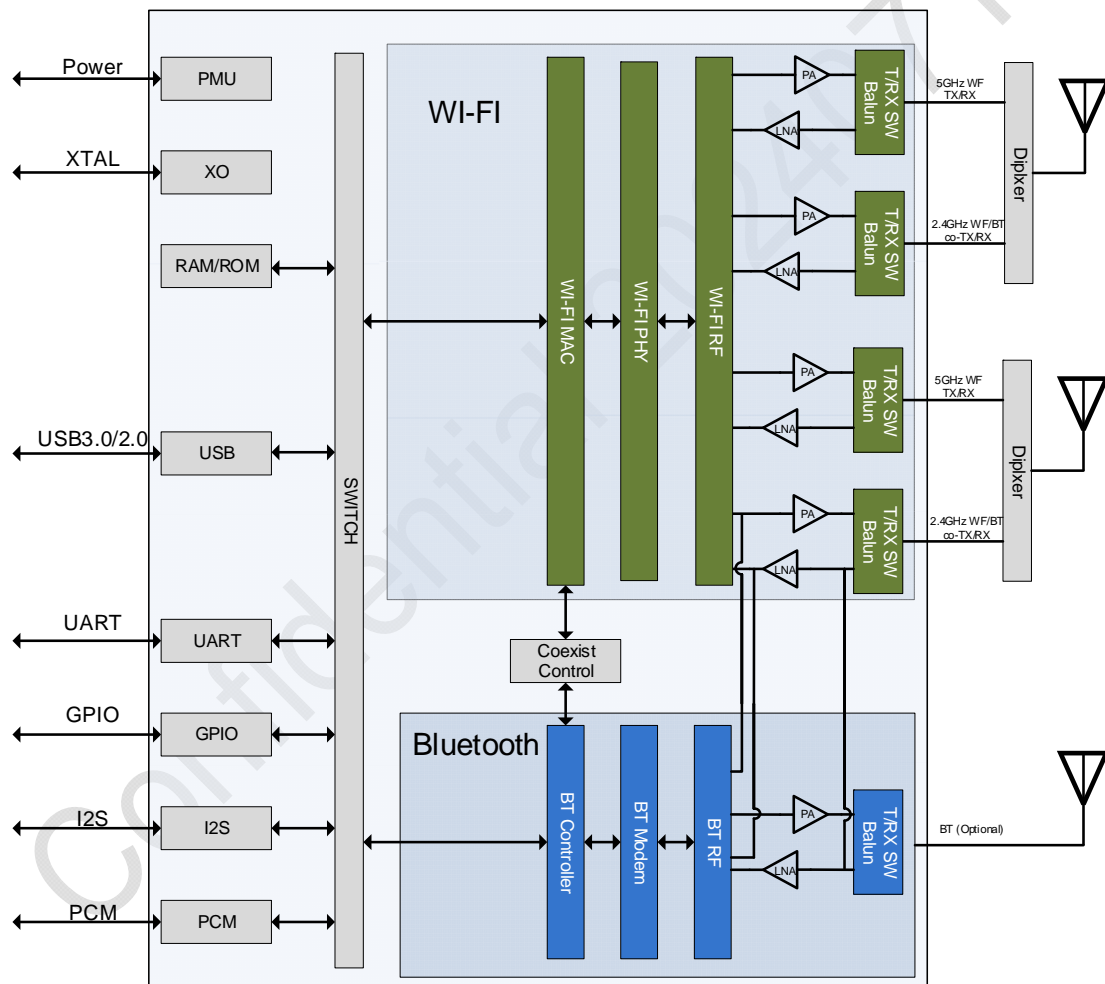 Power
PMU
XTAL
XO
RAM/ROM
USB3.0/2.0
USB
UART
UART
GPIO
GPIO
I2S
I2S
PCM
PCM
SWITCH
WI-FI
WI-FI MAC
WI-FI PHY
WI-FI RF
PA
LNA
T/RX SW
Balun
5GHz WF
TX/RX
PA
LNA
T/RX SW
Balun
2.4GHz WF/BT
co-TX/RX
Diplxer
PA
LNA
T/RX SW
Balun
5GHz WF
TX/RX
PA
LNA
T/RX SW
Balun
2.4GHz WF/BT
co-TX/RX
Diplxer
Coexist
Control
Bluetooth
BT Controller
BT Modem
BT RF
PA
LNA
T/RX SW
Balun
BT (Optional)
Confidential